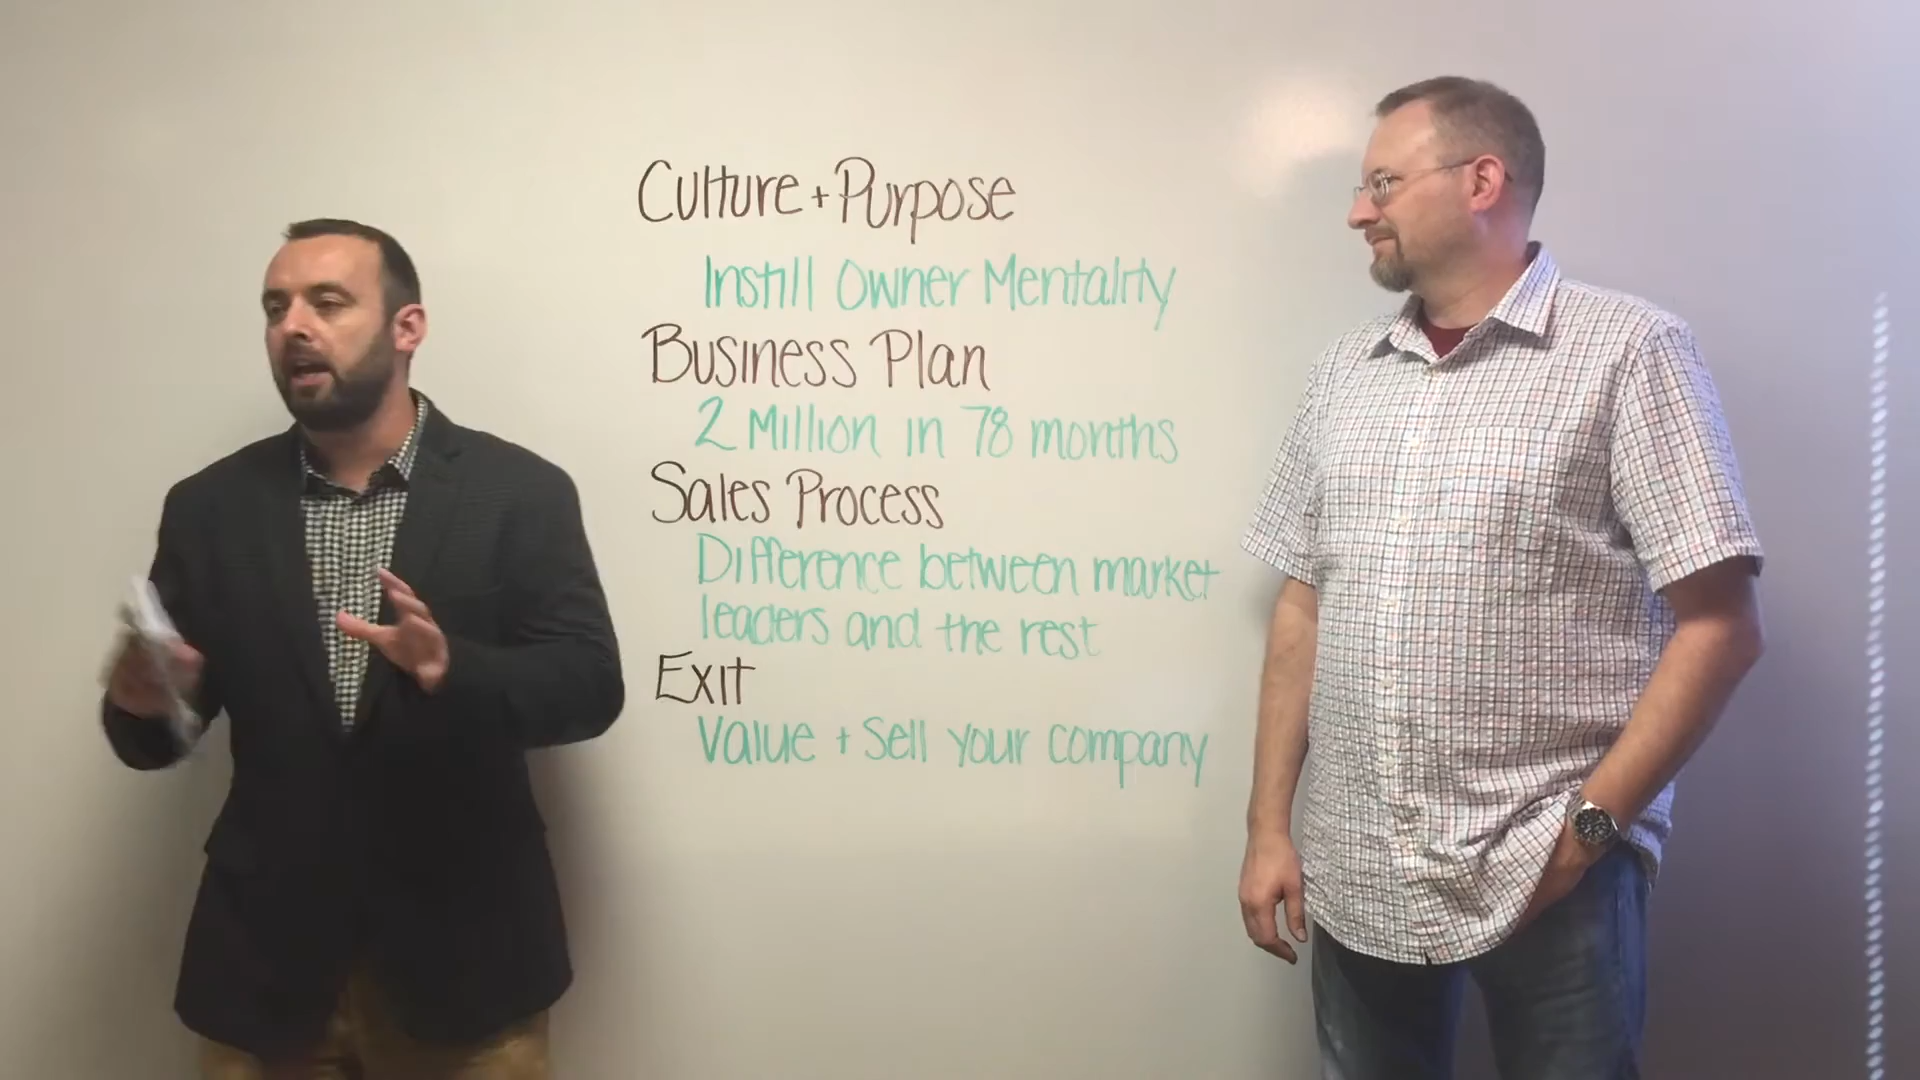 Culture + Purpose
Instill Owner Mentality
Business Plan
2 Million in 78 months
Sales Process
Difference between market
leaders and the rest
Exit
Value + Sell your company